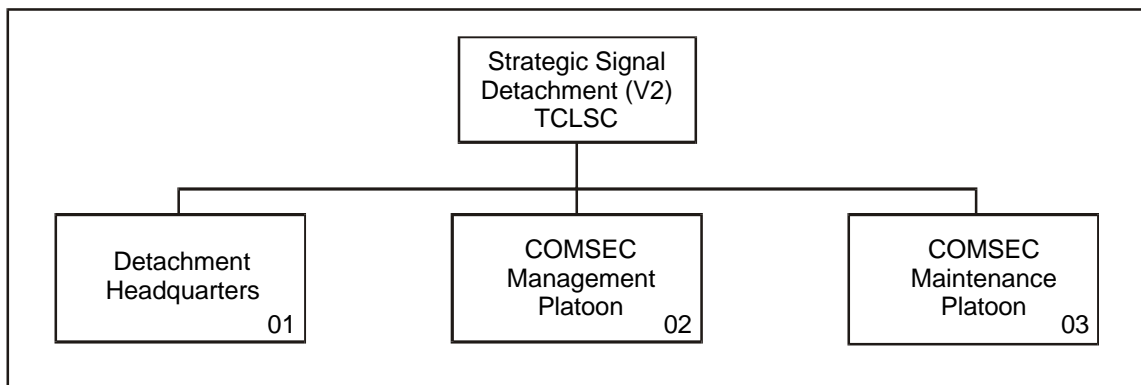 Strategic Signal
Detachment (V2)
TCLSC
Detachment
Headquarters
01
COMSEC
Management
Platoon
02
COMSEC
Maintenance
Platoon
03